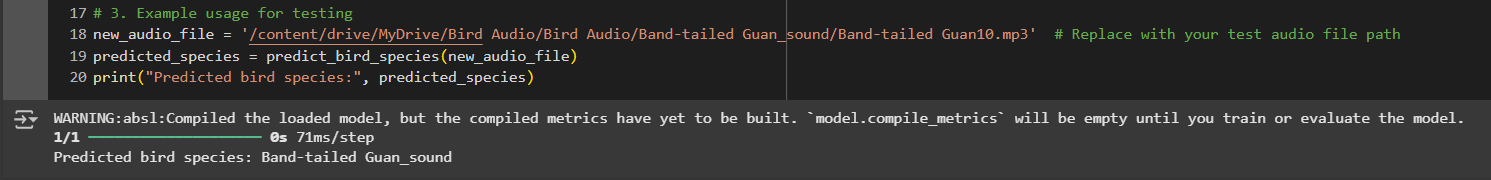 17 # 3. Example usage for testing
18 new_audio_file = '/content/drive/MyDrive/Bird Audio/Bird Audio/Band-tailed Guan_sound/Band-tailed Guan10.mp3'  # Replace with your test audio file path
19 predicted_species = predict_bird_species(new_audio_file)
20 print("Predicted bird species:", predicted_species)
WARNING:absl:Compiled the loaded model, but the compiled metrics have yet to be built. `model.compile_metrics` will be empty until you train or evaluate the model.
1/1 ━━━━━━━━━━━━━━━━━━━━ 0s 71ms/step
Predicted bird species: Band-tailed Guan_sound